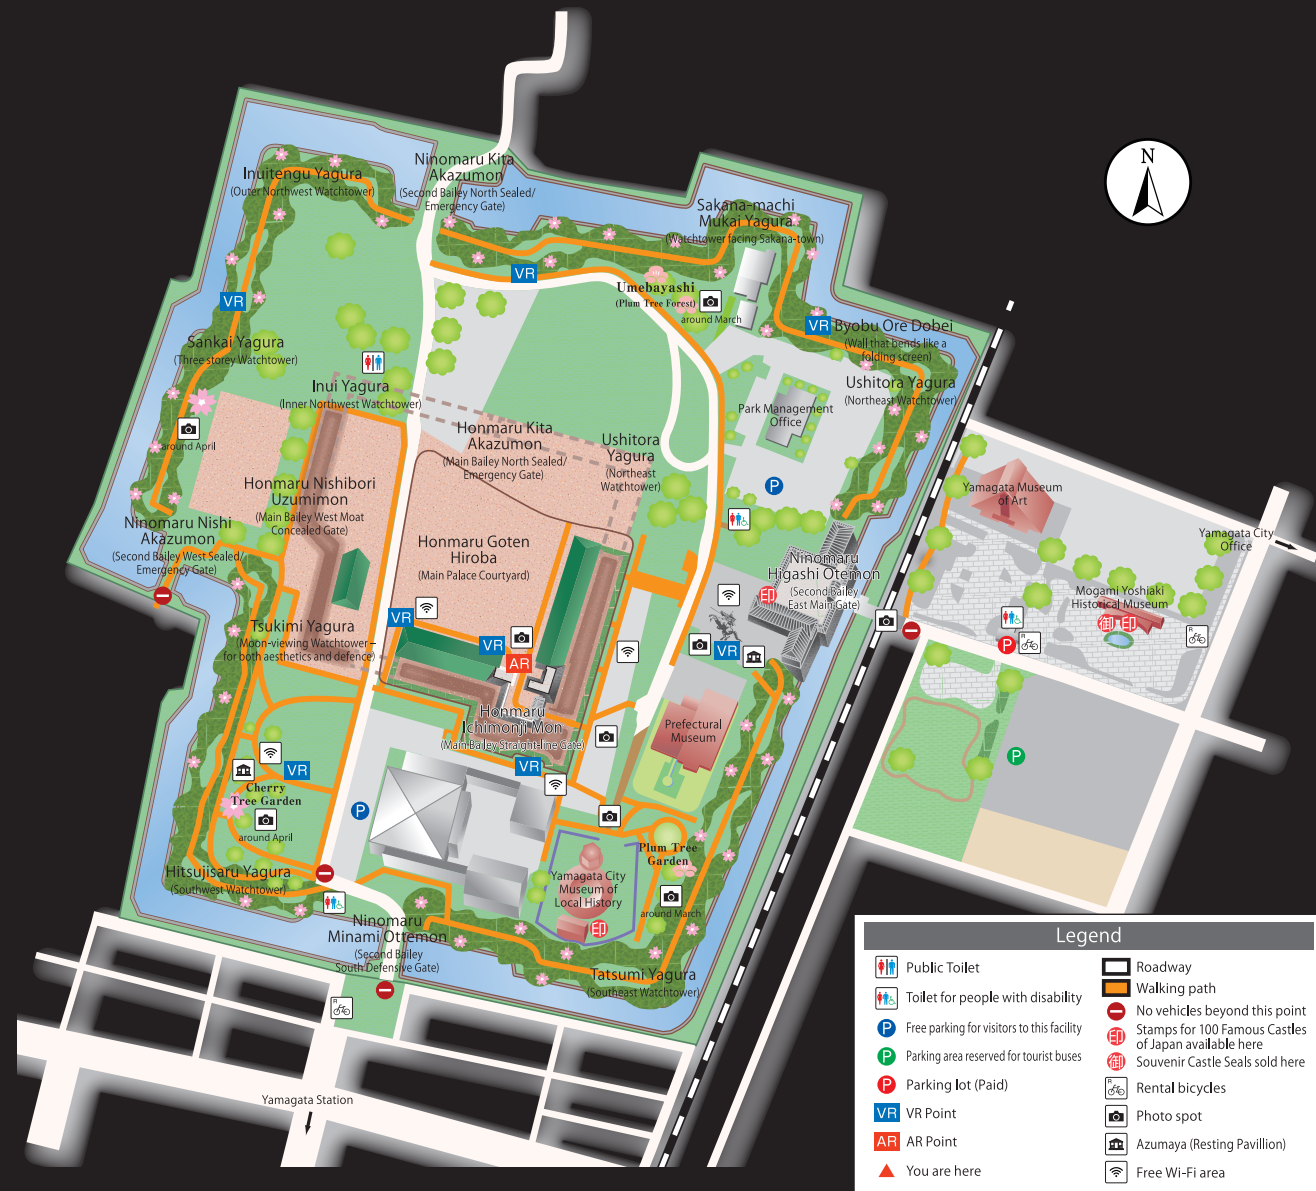 N
Inuitengu Yagura
(Outer Northwest Watchtower)
Ninomaru Kita
Akazumon
(Second Bailey North Sealed/
Emergency Gate)
Sakana-machi
Mukai Yagura
(Watchtower facing Sakana-town)
VR
VR
Umebayashi
(Plum Tree Forest)
around March
VR
Byobu Ore Dobei
(Wall that bends like a
folding screen)
Sankai Yagura
(Three storey Watchtower)
Inui Yagura
(Inner Northwest Watchtower)
Ushitora Yagura
(Northeast Watchtower)
Park Management
Office
around April
Honmaru Kita
Akazumon
(Main Bailey North Sealed/
Emergency Gate)
Ushitora
Yagura
(Northeast
Watchtower)
P
Honmaru Nishibori
Uzumimon
(Main Bailey West Moat
Concealed Gate)
Yamagata Museum
of Art
Ninomaru Nishi
Akazumon
(Second Bailey West Sealed/
Emergency Gate)
Honmaru Goten
Hiroba
(Main Palace Courtyard)
Yamagata City
Office
Ninomaru
Higashi Otemon
(Second Bailey
East Main Gate)
印
Mogami Yoshiaki
Historical Museum
御 印
P
R
R
Tsukimi Yagura
(Moon-viewing Watchtower –
for both aesthetics and defence)
VR
VR
AR
VR
Honmaru
Ichimonji Mon
(Main Bailey Straight-line Gate)
Prefectural
Museum
VR
VR
P
Cherry
Tree Garden
around April
P
Plum Tree
Garden
around March
Yamagata City
Museum of
Local History
印
Hitsujisaru Yagura
(Southwest Watchtower)
Ninomaru
Minami Ottemon
(Second Bailey
South Defensive Gate)
Tatsumi Yagura
(Southeast Watchtower)
R
Yamagata Station
Legend
Public Toilet
Toilet for people with disability
P Free parking for visitors to this facility
P Parking area reserved for tourist buses
P Parking lot (Paid)
VR VR Point
AR AR Point
You are here
Roadway
Walking path
No vehicles beyond this point
印 Stamps for 100 Famous Castles
of Japan available here
御 Souvenir Castle Seals sold here
R Rental bicycles
Photo spot
Azumaya (Resting Pavillion)
Free Wi-Fi area